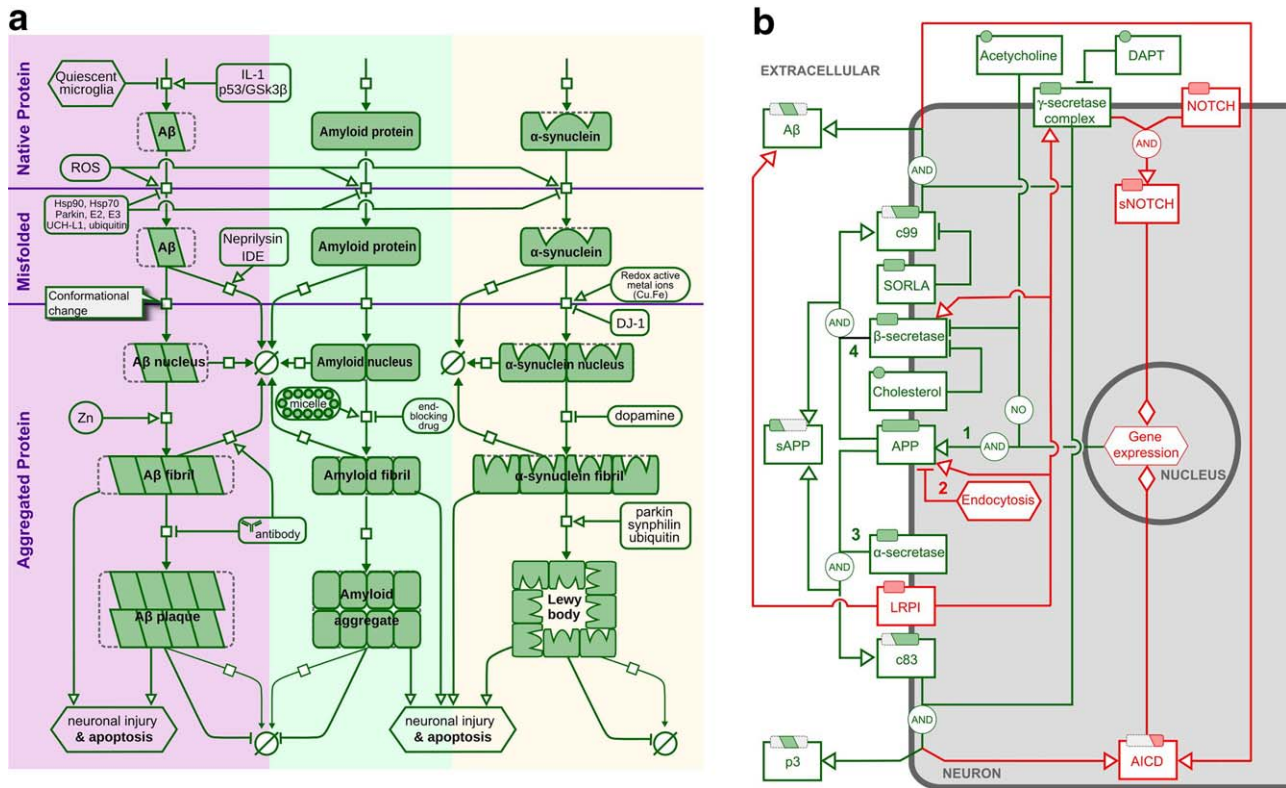 a
Native Protein
Misfolded
Aggregated Protein
Quiescent
microglia
IL-1
p53/GSk3β
Aβ
Amyloid protein
α-synuclein
ROS
Hsp90, Hsp70
Parkin, E2, E3
UCH-L1, ubiquitin
Aβ
Amyloid protein
α-synuclein
Neprilysin
IDE
Conformational
change
Redox active
metal ions
(Cu.Fe)
DJ-1
Aβ nucleus
Amyloid nucleus
α-synuclein nucleus
Zn
micelle
end-
blocking
drug
dopamine
Aβ fibril
Amyloid fibril
α-synuclein fibril
antibody
parkin
synphilin
ubiquitin
Aβ plaque
Amyloid
aggregate
Lewy
body
neuronal injury
& apoptosis
neuronal injury
& apoptosis
b
EXTRACELLULAR
Acetycholine
DAPT
Aβ
γ-secretase
complex
NOTCH
AND
AND
sNOTCH
c99
SORLA
AND
β-secretase
4
Cholesterol
NO
sAPP
APP
1
AND
Gene
expression
NUCLEUS
2
Endocytosis
3
α-secretase
AND
LRPI
c83
AND
p3
AICD
NEURON